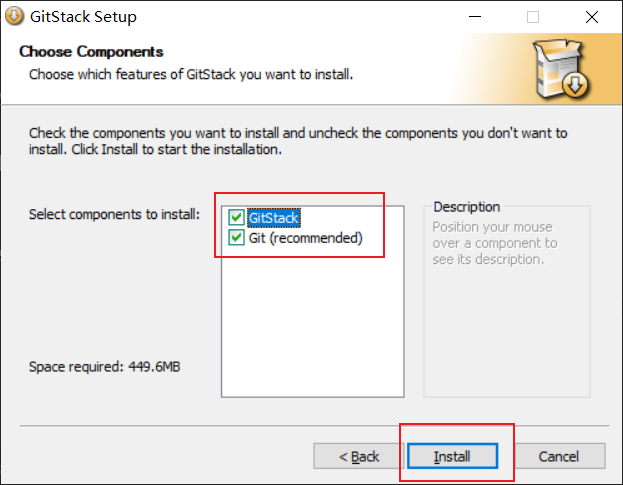 GitStack Setup
Choose Components
Choose which features of GitStack you want to install.
Check the components you want to install and uncheck the components you don't want to
install. Click Install to start the installation.
Select components to install:
GitStack
Git (recommended)
Description
Position your mouse
over a component to
see its description.
Space required: 449.6MB
< Back
Install
Cancel